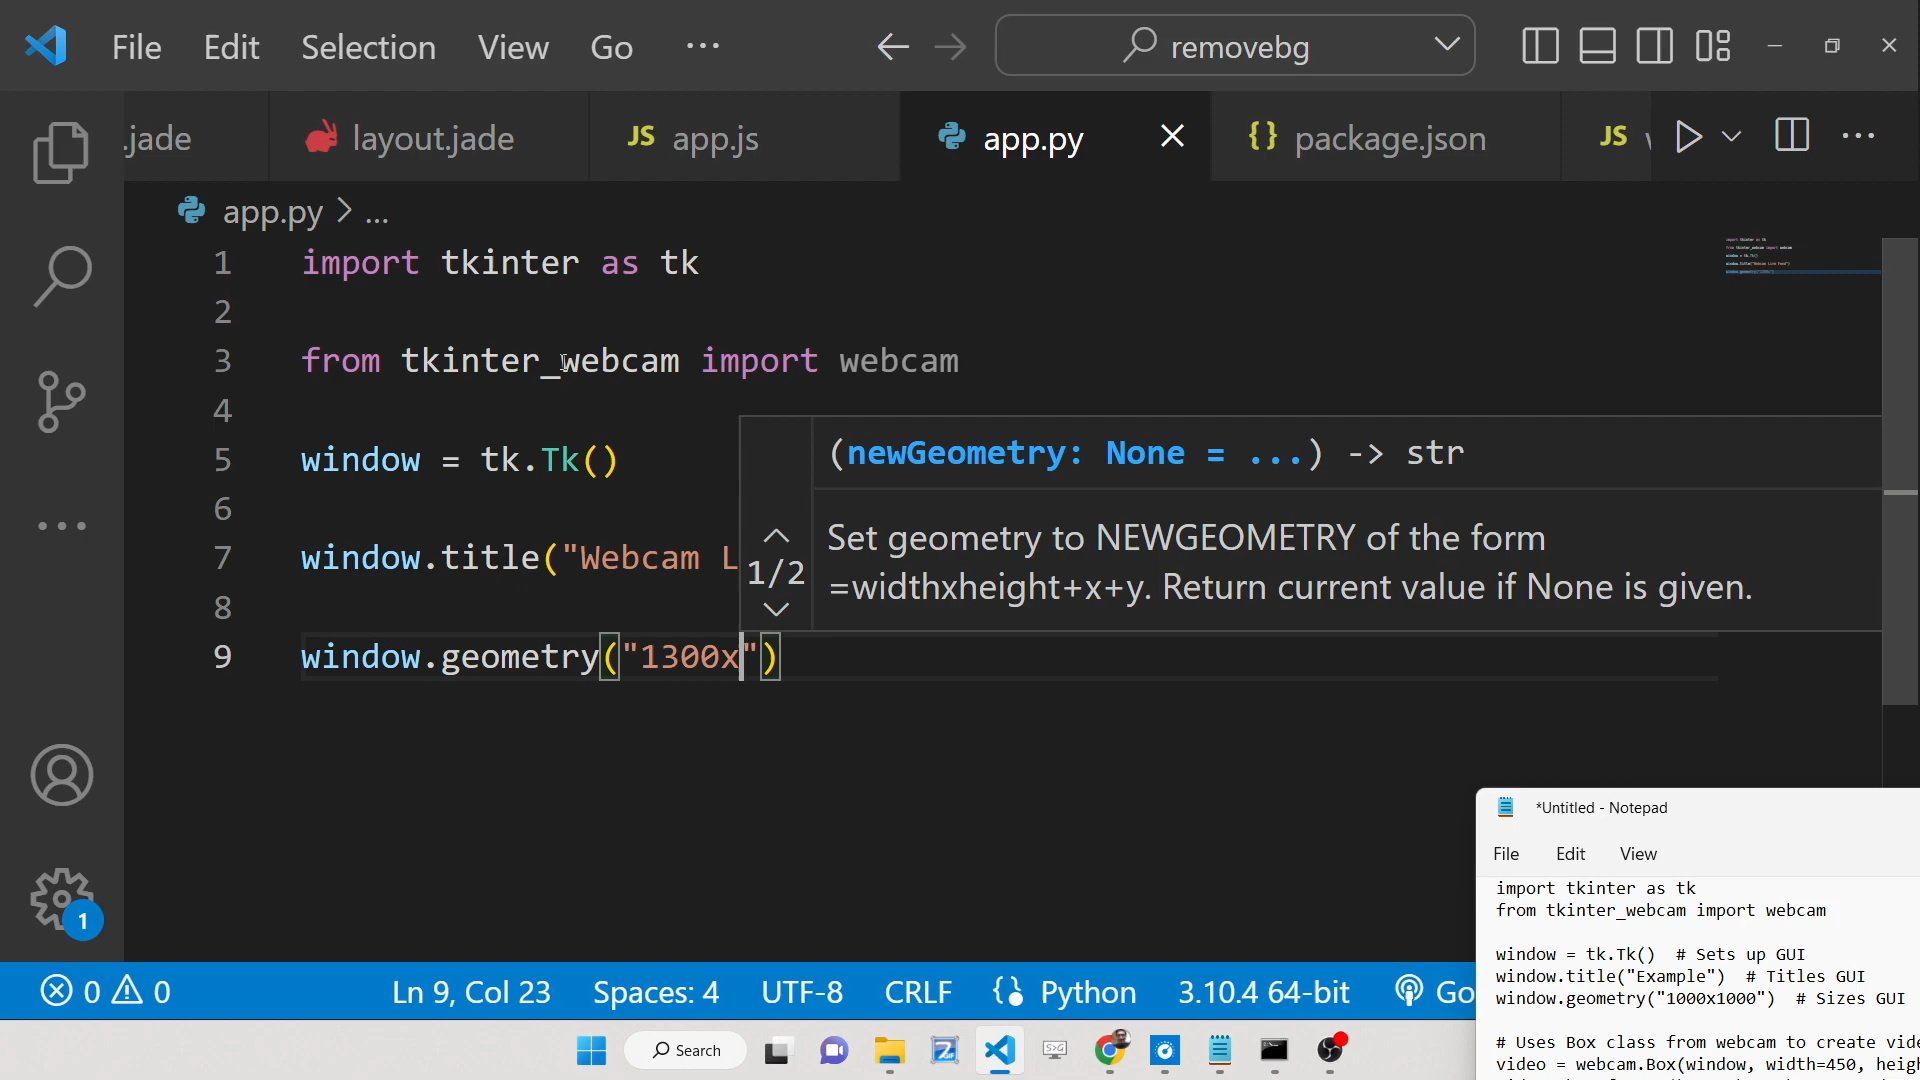 File Edit Selection View Go ...
removebg
.jade
layout.jade
JS app.js
app.py
{} package.json
JS
app.py > ...
1 import tkinter as tk
2
3 from tkinter_webcam import webcam
4
5 window = tk.Tk()
6
7 window.title("Webcam L
8
9 window.geometry("1300x")
(newGeometry: None = ...) -> str
1/2
Set geometry to NEWGEOMETRY of the form
=widthxheight+x+y. Return current value if None is given.
1
0 0
Ln 9, Col 23 Spaces: 4 UTF-8 CRLF {} Python 3.10.4 64-bit Go
*Untitled - Notepad
File Edit View
import tkinter as tk
from tkinter_webcam import webcam
window = tk.Tk()  # Sets up GUI
window.title("Example")  # Titles GUI
window.geometry("1000x1000")  # Sizes GUI
# Uses Box class from webcam to create vide
video = webcam.Box(window, width=450, heigh
Search